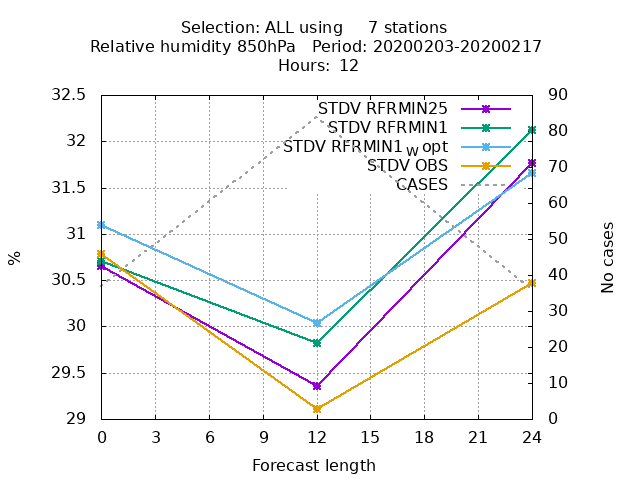 Selection: ALL using 7 stations
Relative humidity 850hPa Period: 20200203-20200217
Hours: 12
STDV RFRMIN25
STDV RFRMIN1
STDV RFRMIN1wopt
STDV OBS
CASES
32.5
32
31.5
31
30.5
30
29.5
29
%
90
80
70
60
50
40
30
20
10
0
No cases
0 3 6 9 12 15 18 21 24
Forecast length